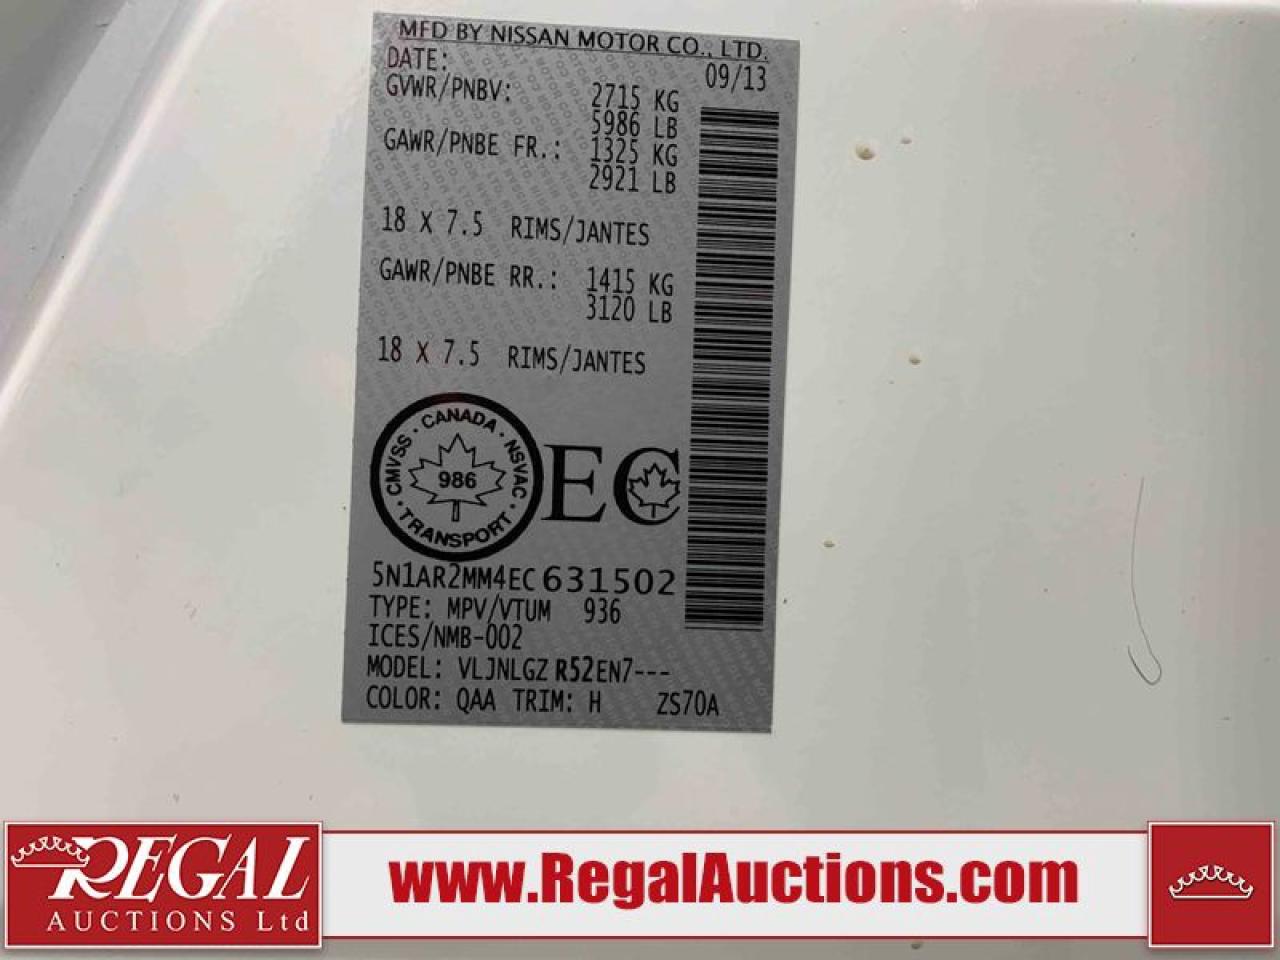 MFD BY NISSAN MOTOR CO., LTD.
DATE: 09/13
GVWR/PNBV: 2715 KG
5986 LB
GAWR/PNBE FR.: 1325 KG
2921 LB
18 X 7.5 RIMS/JANTES
GAWR/PNBE RR.: 1415 KG
3120 LB
18 X 7.5 RIMS/JANTES
CMVSS · CANADA · NSVAC · TRANSPORT ·
986
EC
5N1AR2MM4EC631502
TYPE: MPV/VTUM 936
ICES/NMB-002
MODEL: VLJNLGZ R52EN7---
COLOR: QAA TRIM: H ZS70A
REGAL
AUCTIONS Ltd
www.RegalAuctions.com